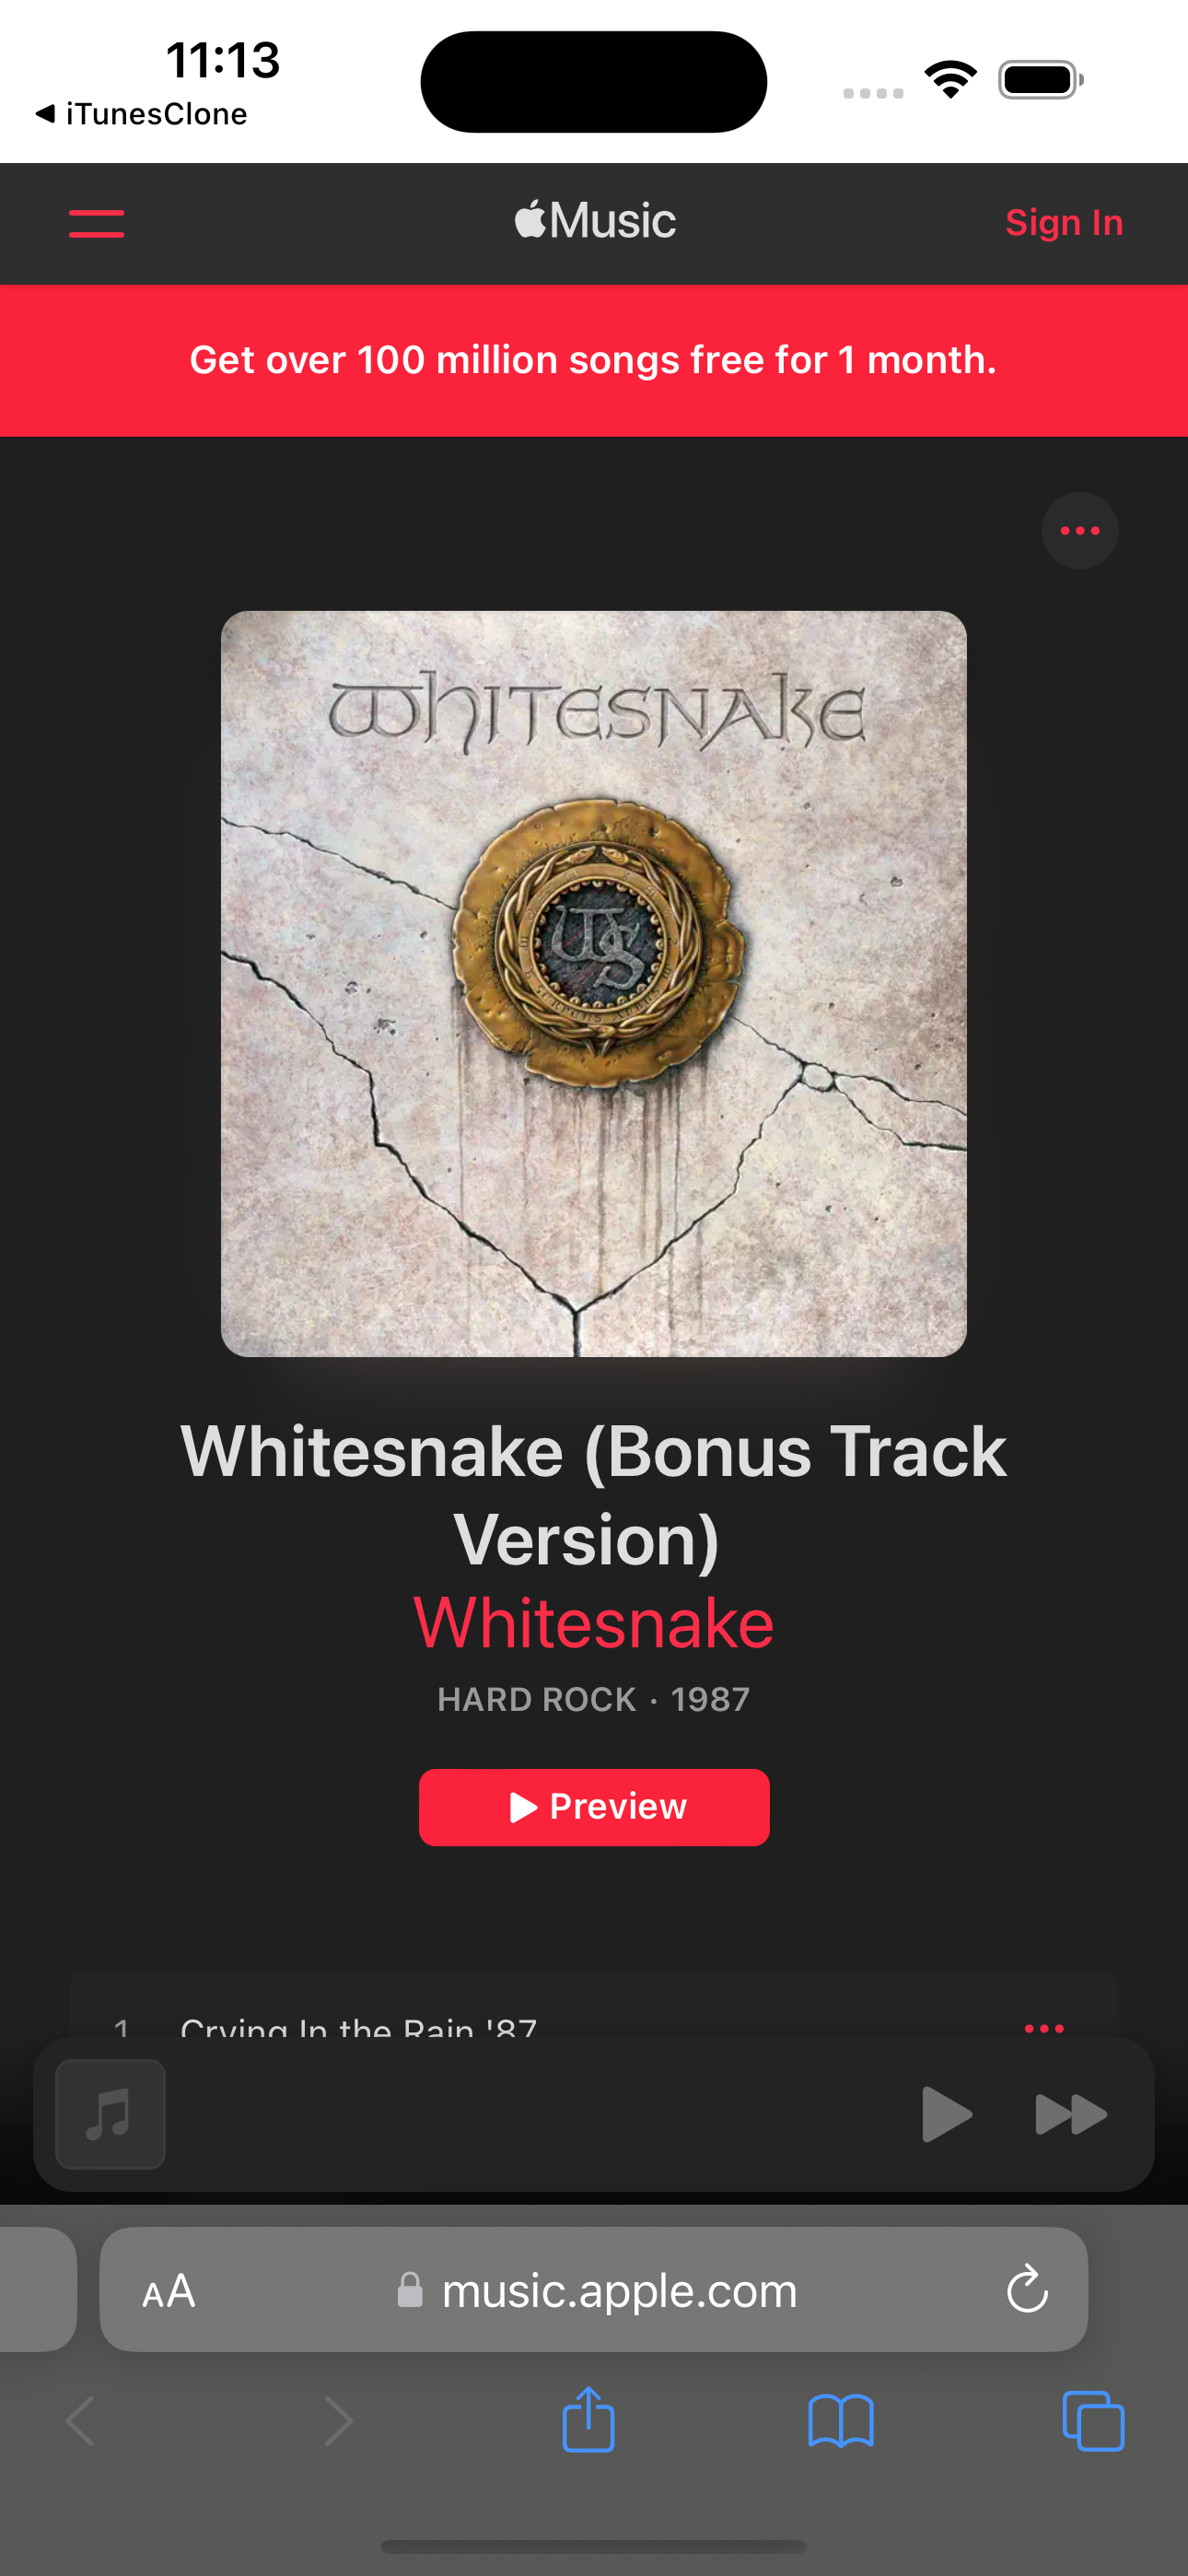 11:13
◀ iTunesClone
Music
Sign In
Get over 100 million songs free for 1 month.
WHITESNAKE
WS
Whitesnake (Bonus Track
Version)
Whitesnake
HARD ROCK · 1987
Preview
1 Crying In the Rain '87
AA music.apple.com